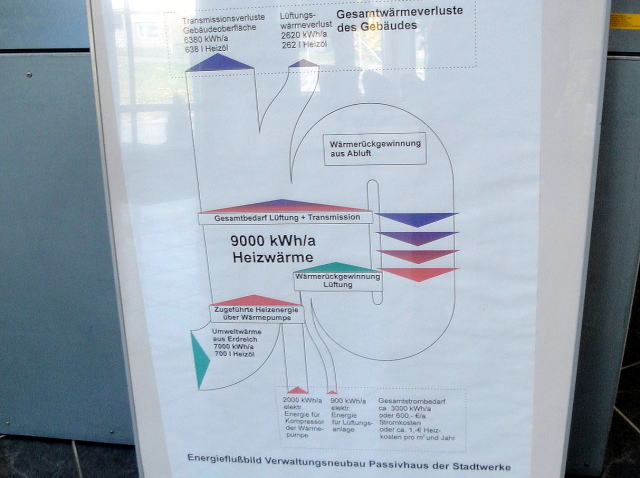 Transmissionsverluste
Gebäudeoberfläche
6380 kWh/a
638 l Heizöl
Lüftungs-
wärmeverlust
2620 kWh/a
262 l Heizöl
Gesamtwärmeverluste
des Gebäudes
Wärmerückgewinnung
aus Abluft
Gesamtbedarf Lüftung + Transmission
9000 kWh/a
Heizwärme
Wärmerückgewinnung
Lüftung
Zugeführte Heizenergie
über Wärmepumpe
Umweltwärme
aus Erdreich
7000 kWh/a
700 l Heizöl
2000 kWh/a
elektr.
Energie für
Kompressor
der Wärme-
pumpe
900 kWh/a
elektr.
Energie
für Lüftungs-
anlage
Gesamtstrombedarf
ca. 3000 kWh/a
oder 600,- €/a
Stromkosten
oder ca. 1,-€ Heiz-
kosten pro m² und Jahr
Energieflußbild Verwaltungsneubau Passivhaus der Stadtwerke